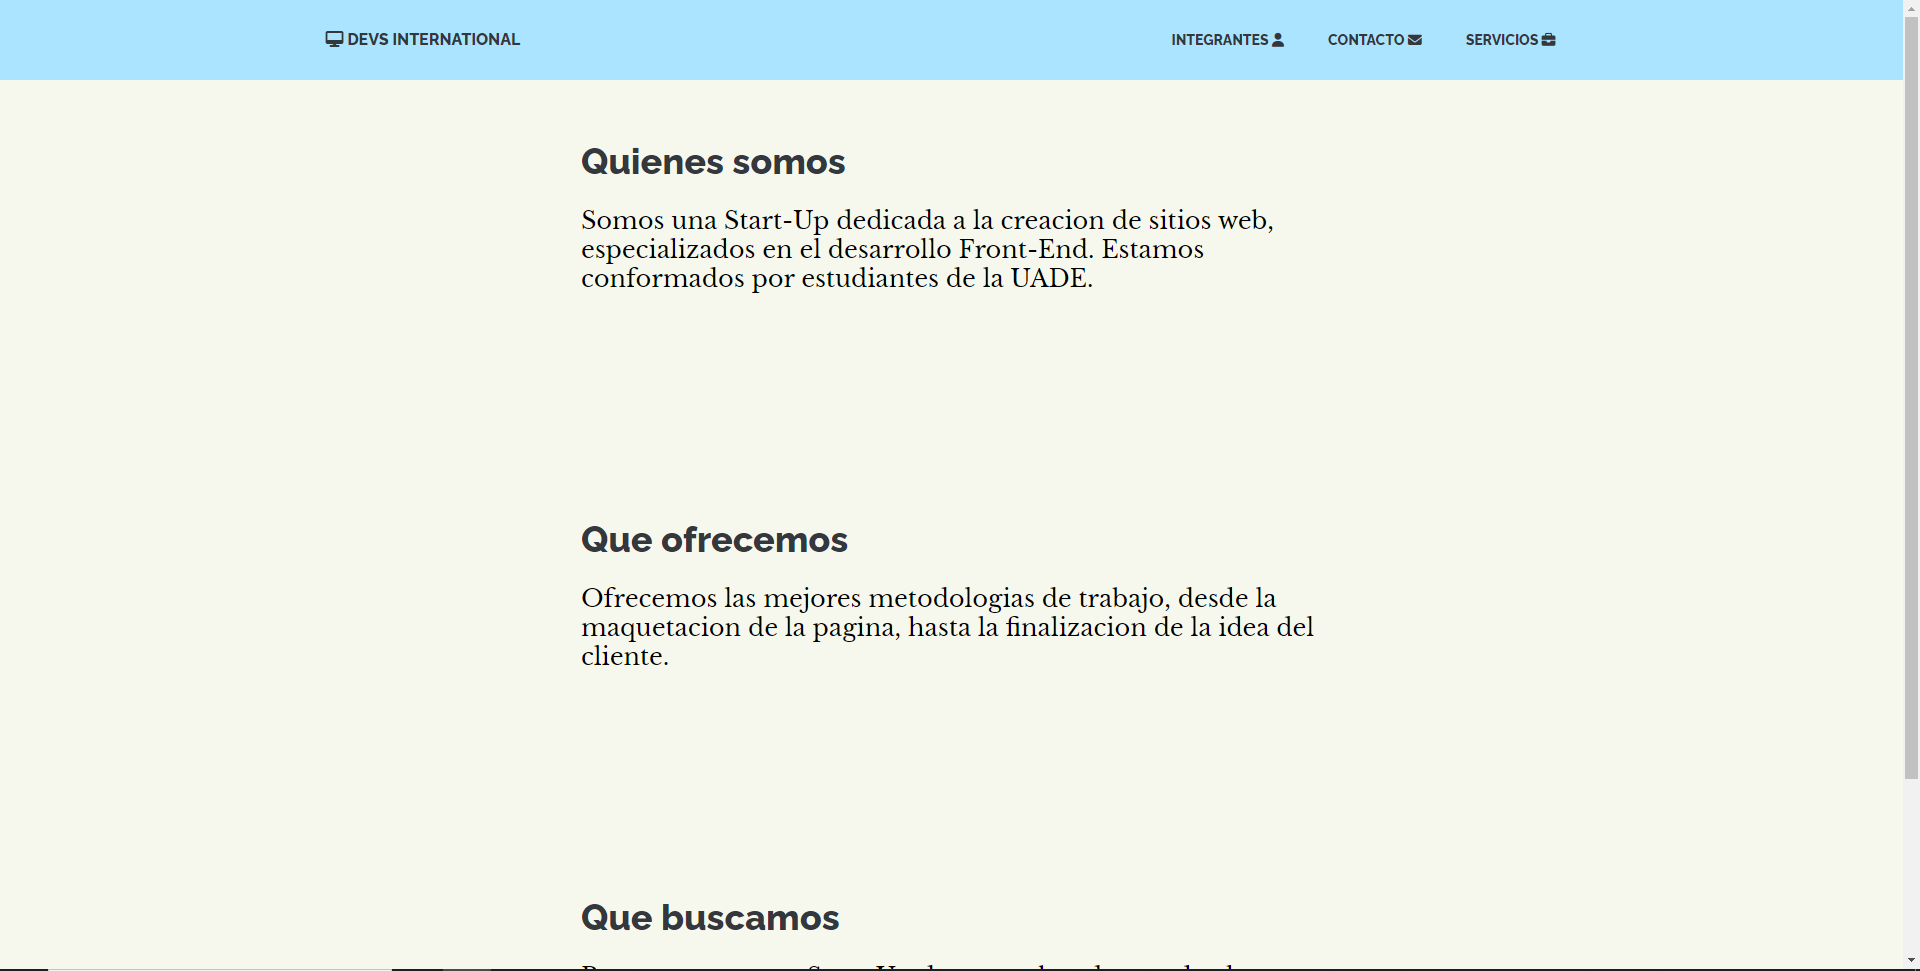 DEVS INTERNATIONAL
INTEGRANTES
CONTACTO
SERVICIOS
Quienes somos
Somos una Start-Up dedicada a la creacion de sitios web,
especializados en el desarrollo Front-End. Estamos
conformados por estudiantes de la UADE.
Que ofrecemos
Ofrecemos las mejores metodologias de trabajo, desde la
maquetacion de la pagina, hasta la finalizacion de la idea del
cliente.
Que buscamos